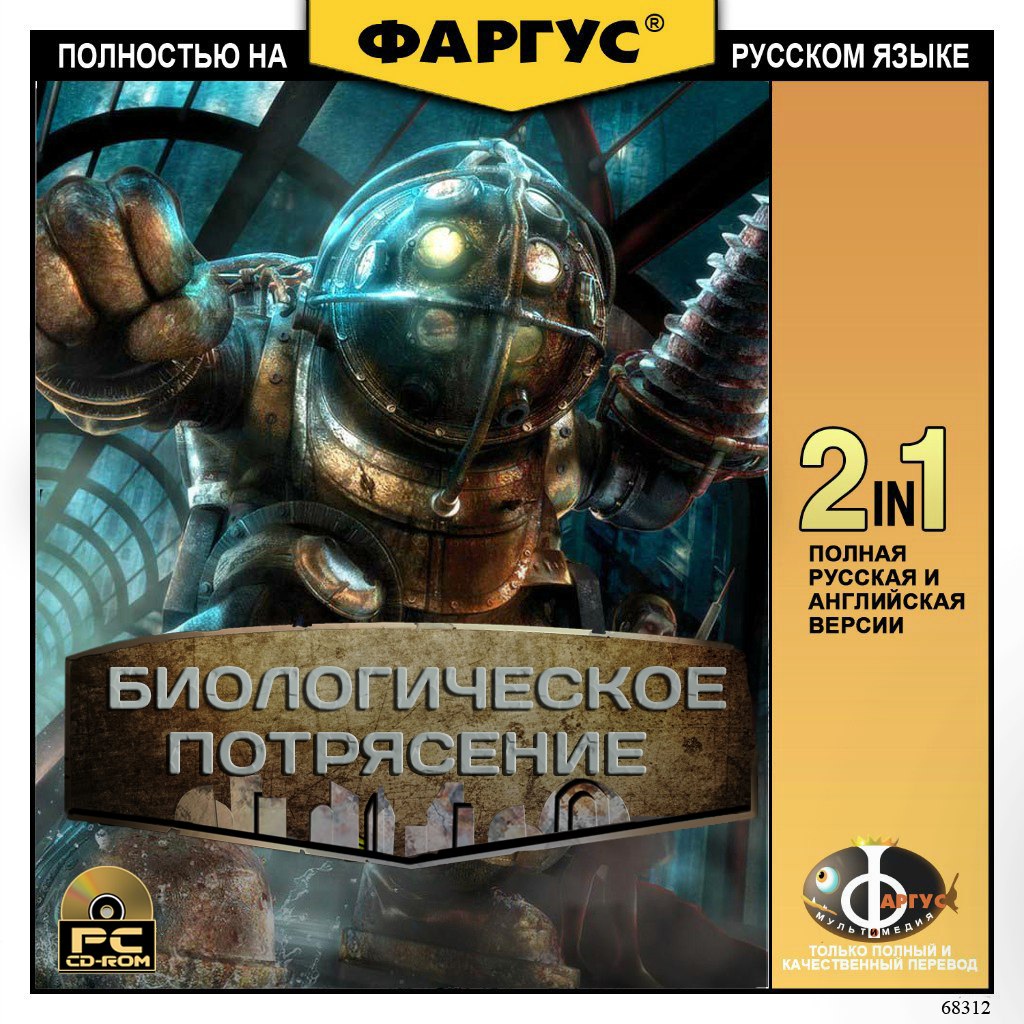 ПОЛНОСТЬЮ НА ФАРГУС® РУССКОМ ЯЗЫКЕ
2IN1
ПОЛНАЯ
РУССКАЯ И
АНГЛИЙСКАЯ
ВЕРСИИ
БИОЛОГИЧЕСКОЕ
ПОТРЯСЕНИЕ
PC
CD-ROM
ФАРГУС
МУЛЬТИМЕДИЯ
ТОЛЬКО ПОЛНЫЙ И
КАЧЕСТВЕННЫЙ ПЕРЕВОД
68312